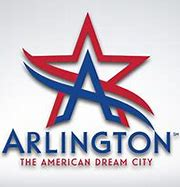 ARLINGTON℠
THE AMERICAN DREAM CITY